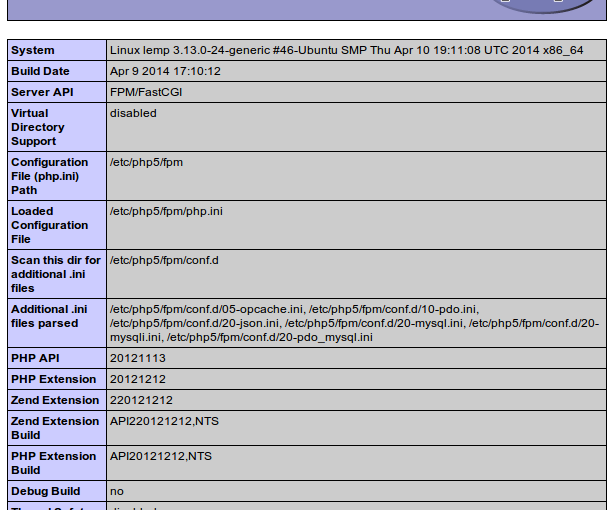 System Linux lemp 3.13.0-24-generic #46-Ubuntu SMP Thu Apr 10 19:11:08 UTC 2014 x86_64
Build Date Apr 9 2014 17:10:12
Server API FPM/FastCGI
Virtual disabled
Directory
Support
Configuration /etc/php5/fpm
File (php.ini)
Path
Loaded /etc/php5/fpm/php.ini
Configuration
File
Scan this dir for /etc/php5/fpm/conf.d
additional .ini
files
Additional .ini /etc/php5/fpm/conf.d/05-opcache.ini, /etc/php5/fpm/conf.d/10-pdo.ini,
files parsed /etc/php5/fpm/conf.d/20-json.ini, /etc/php5/fpm/conf.d/20-mysql.ini, /etc/php5/fpm/conf.d/20-
mysqli.ini, /etc/php5/fpm/conf.d/20-pdo_mysql.ini
PHP API 20121113
PHP Extension 20121212
Zend Extension 220121212
Zend Extension API220121212,NTS
Build
PHP Extension API20121212,NTS
Build
Debug Build no